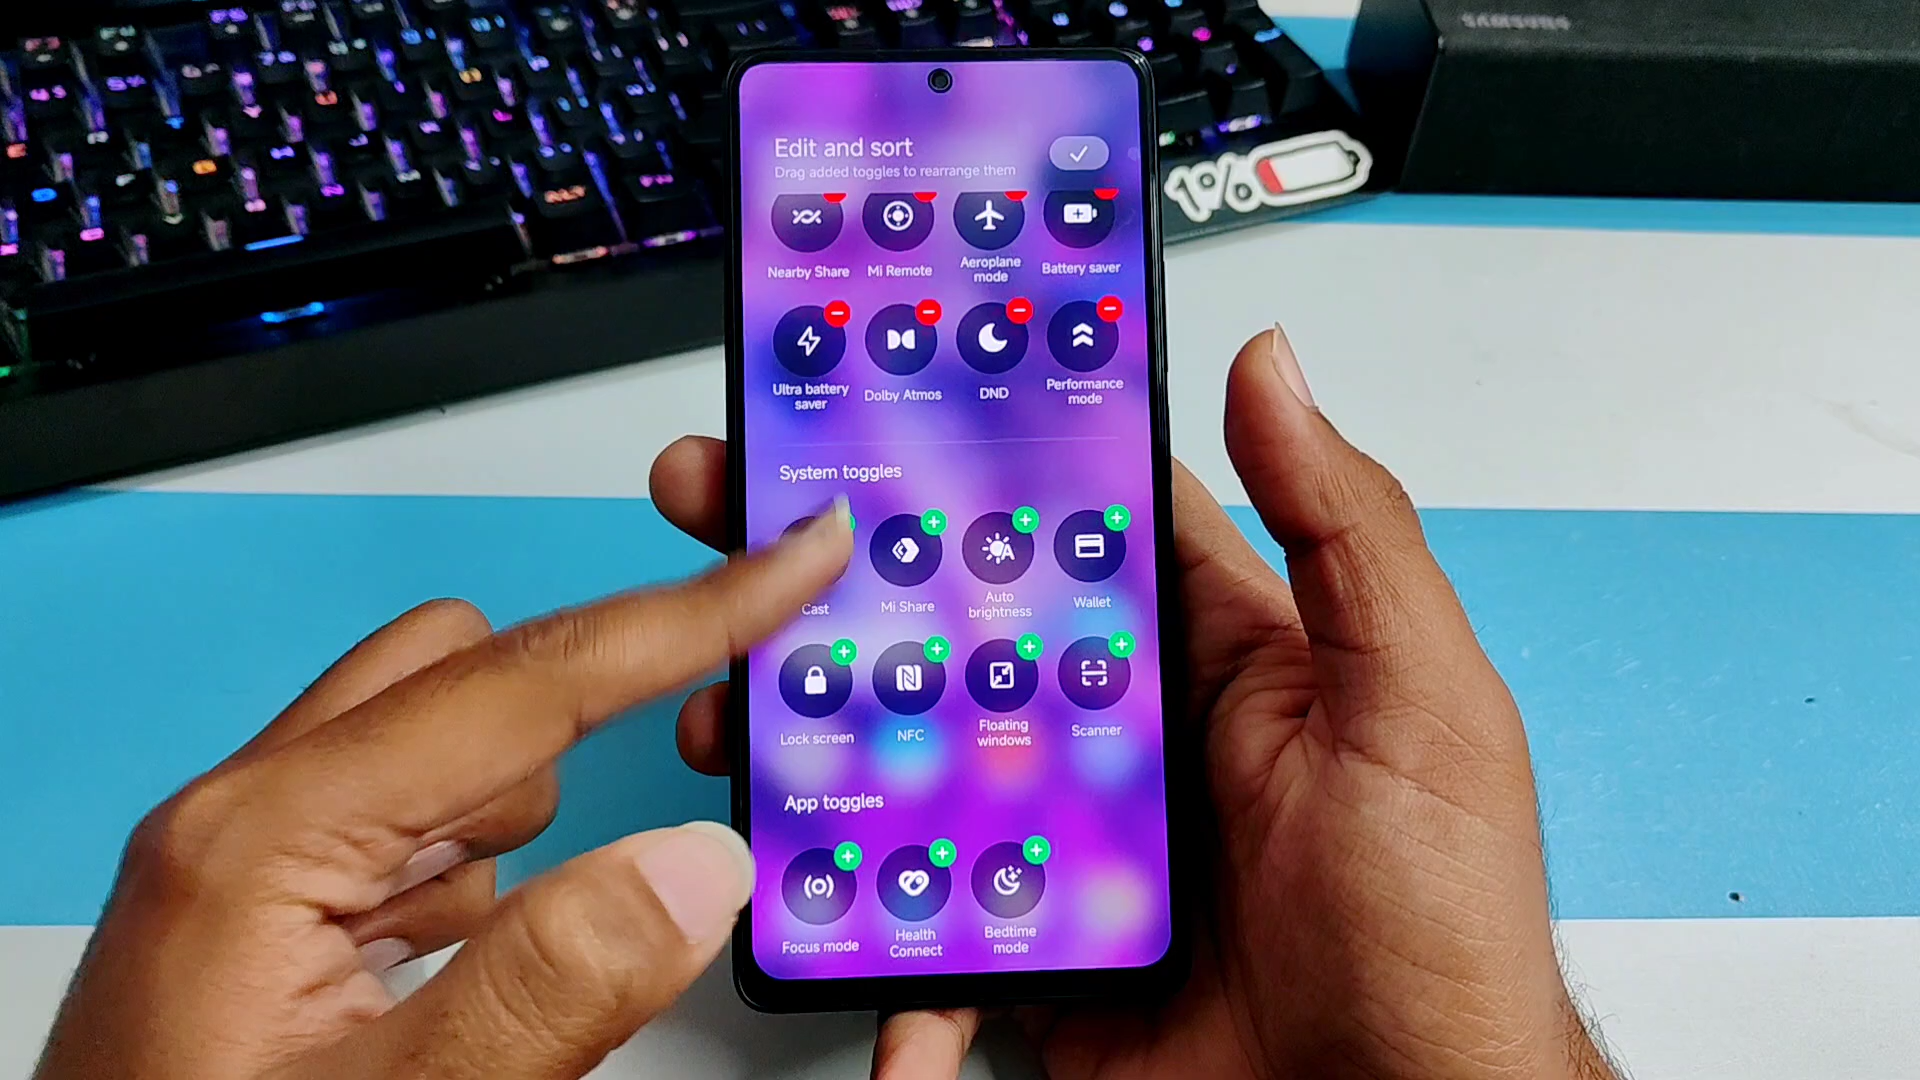 SAMSUNG
1%
ALT
Edit and sort
Drag added toggles to rearrange them
Nearby Share
Mi Remote
Aeroplane
mode
Battery saver
Ultra battery
saver
Dolby Atmos
DND
Performance
mode
System toggles
Cast
Mi Share
Auto
brightness
Wallet
Lock screen
NFC
Floating
windows
Scanner
App toggles
Focus mode
Health
Connect
Bedtime
mode